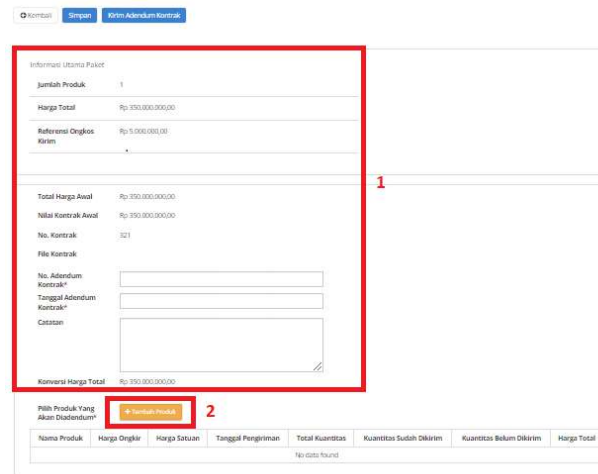 Kembali Simpan Kirim Adendum Kontrak
Informasi Utama Paket
Jumlah Produk 1
Harga Total Rp 350.000.000,00
Referensi Ongkos Rp 5.000.000,00
Kirim
1
Total Harga Awal Rp 350.000.000,00
Nilai Kontrak Awal Rp 350.000.000,00
No. Kontrak 321
File Kontrak
No. Adendum
Kontrak*
Tanggal Adendum
Kontrak*
Catatan
Konversi Harga Total Rp 350.000.000,00
Pilih Produk Yang + Tambah Produk 2
Akan Diadendum*
Nama Produk Harga Ongkir Harga Satuan Tanggal Pengiriman Total Kuantitas Kuantitas Sudah Dikirim Kuantitas Belum Dikirim Harga Total
No data found